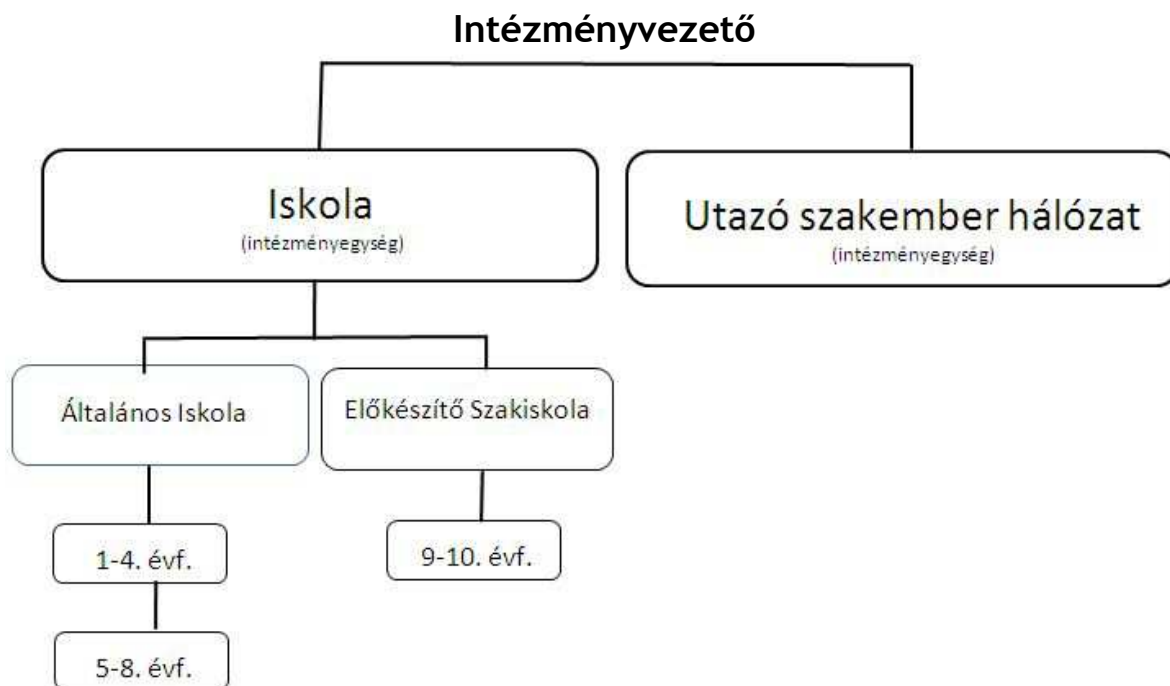 Intézményvezető
Iskola
(intézményegység)
Utazó szakember hálózat
(intézményegység)
Általános Iskola
Előkészítő Szakiskola
1-4. évf.
9-10. évf.
5-8. évf.